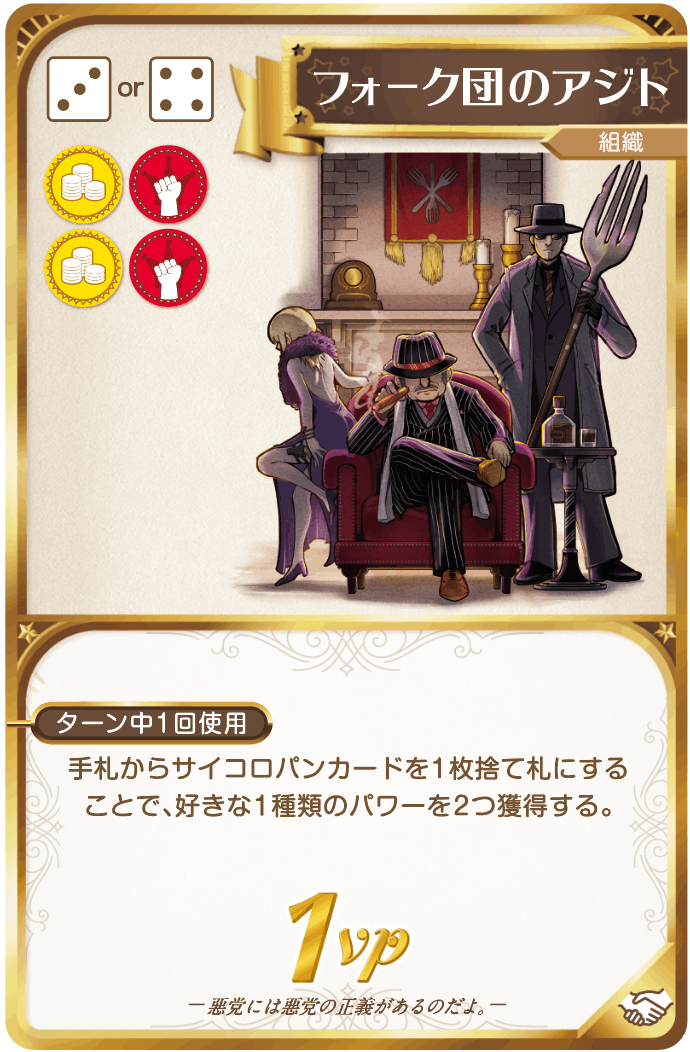 or
フォーク団のアジト
組織
ターン中1回使用
手札からサイコロパンカードを1枚捨て札にする
ことで、好きな1種類のパワーを2つ獲得する。
1vp
－悪党には悪党の正義があるのだよ。－